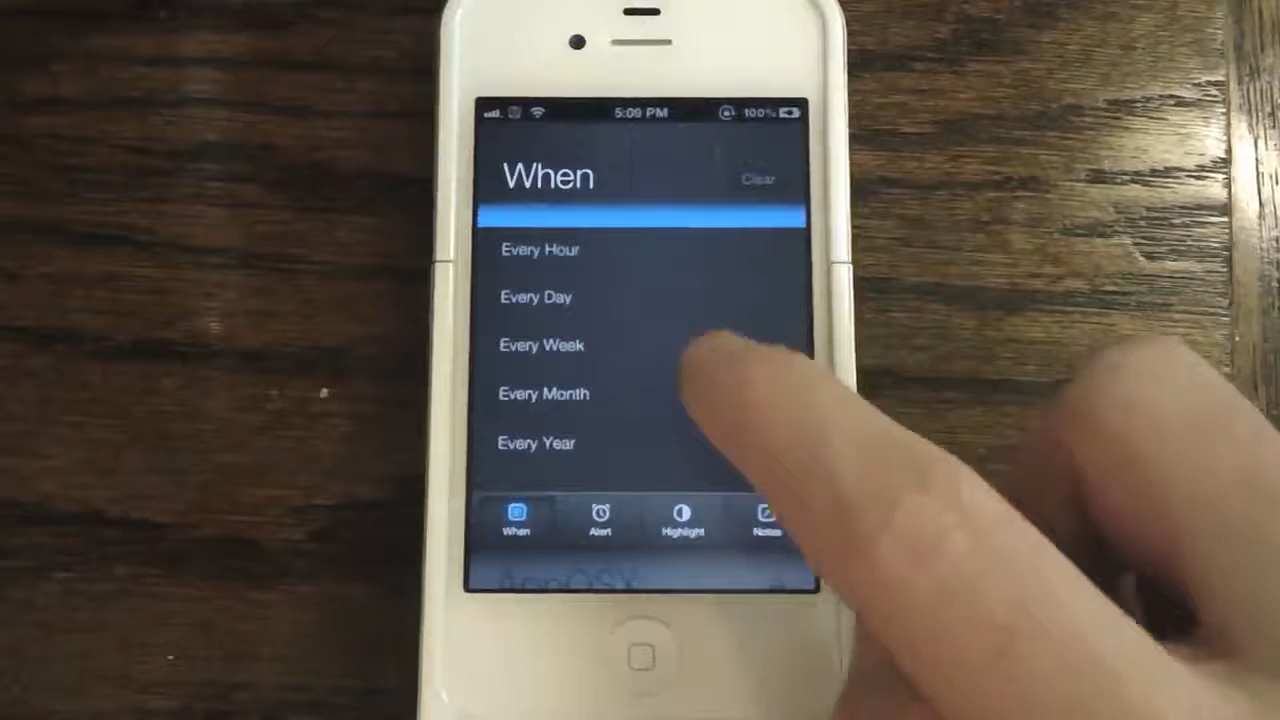 5:09 PM 100%
When Clear
Every Hour
Every Day
Every Week
Every Month
Every Year
When Alert Highlight Notes
AppOSX